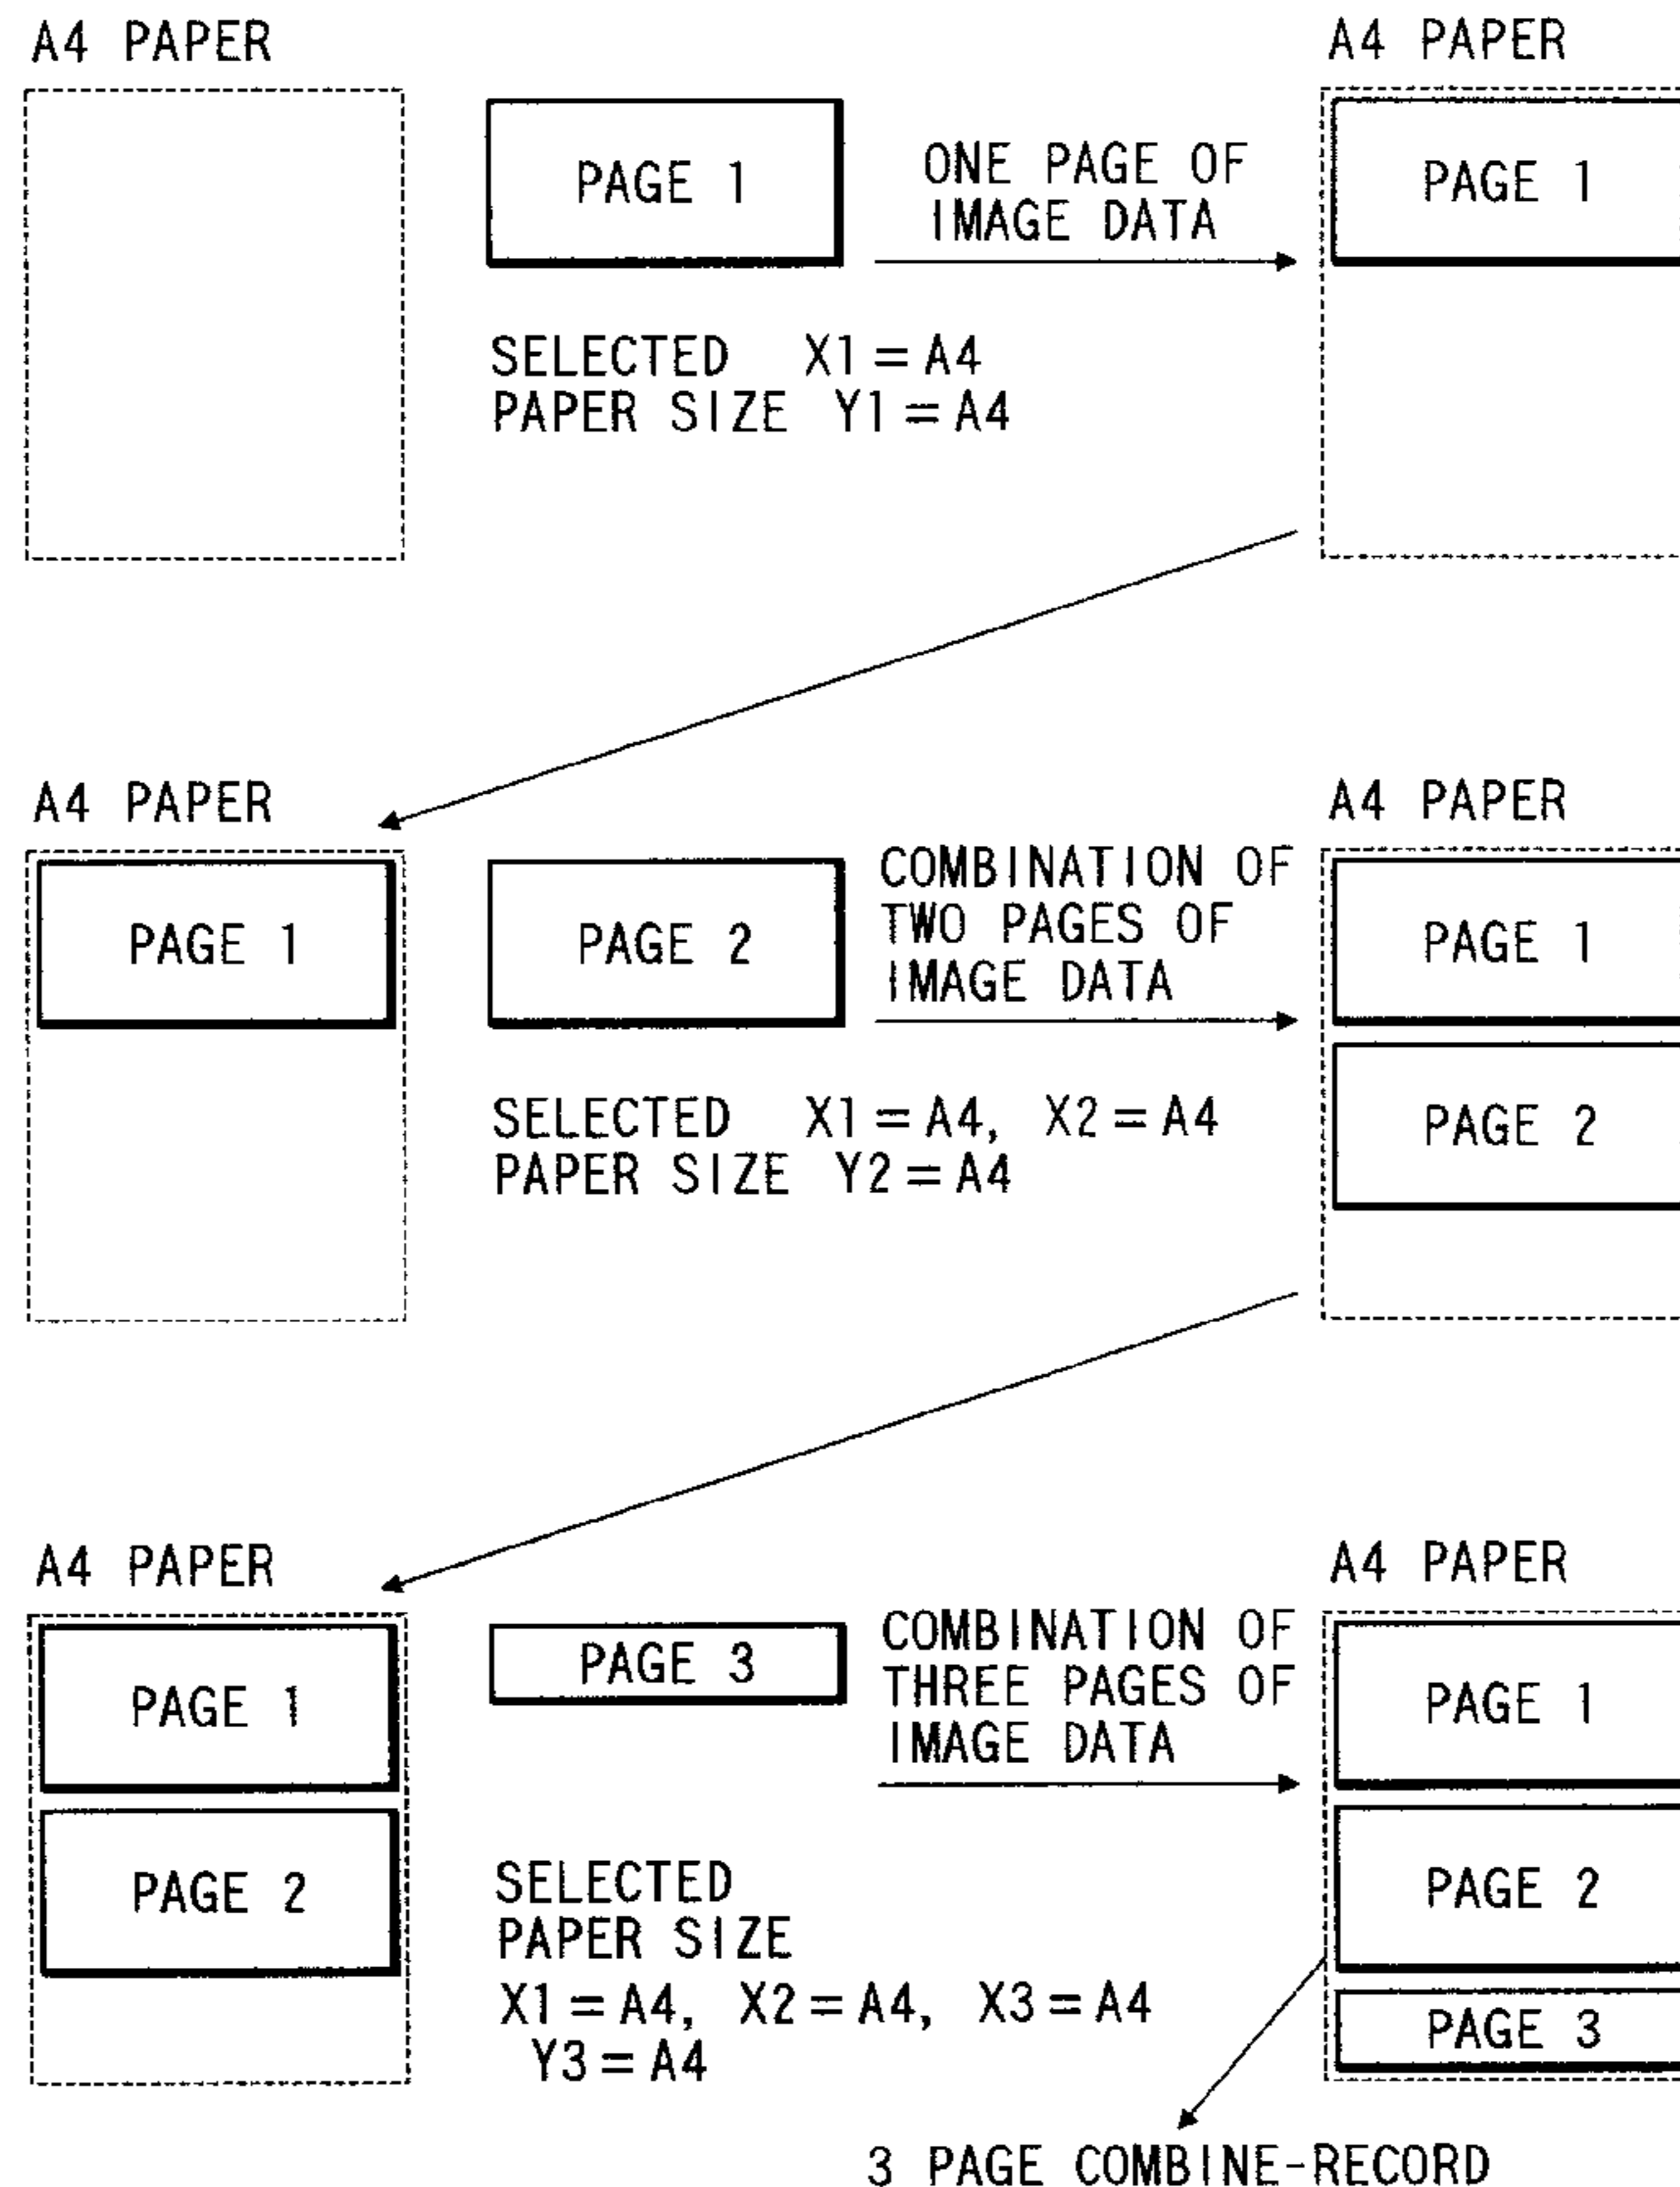 A4 PAPER
A4 PAPER
PAGE 1
ONE PAGE OF
IMAGE DATA
PAGE 1
SELECTED X1=A4
PAPER SIZE Y1=A4
A4 PAPER
A4 PAPER
PAGE 1
PAGE 2
COMBINATION OF
TWO PAGES OF
IMAGE DATA
PAGE 1
PAGE 2
SELECTED X1=A4, X2=A4
PAPER SIZE Y2=A4
A4 PAPER
A4 PAPER
PAGE 1
PAGE 2
PAGE 3
COMBINATION OF
THREE PAGES OF
IMAGE DATA
PAGE 1
PAGE 2
PAGE 3
SELECTED
PAPER SIZE
X1=A4, X2=A4, X3=A4
Y3=A4
3 PAGE COMBINE-RECORD